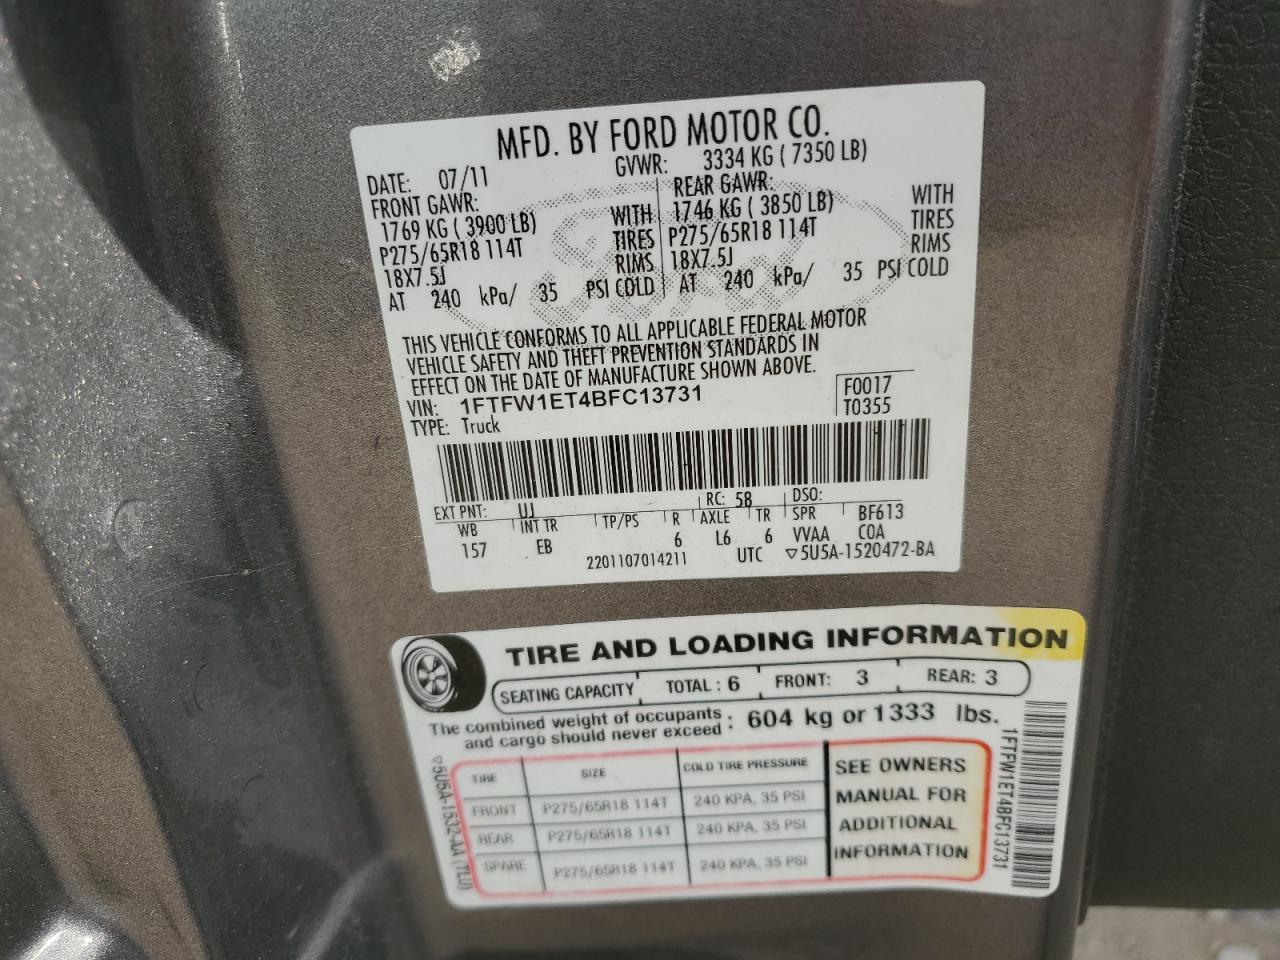 MFD. BY FORD MOTOR CO.
DATE: 07/11 GVWR: 3334 KG ( 7350 LB)
FRONT GAWR: REAR GAWR:
1769 KG ( 3900 LB) WITH 1746 KG ( 3850 LB) WITH
P275/65R18 114T TIRES P275/65R18 114T TIRES
18X7.5J RIMS 18X7.5J RIMS
AT 240 kPa/ 35 PSI COLD AT 240 kPa/ 35 PSI COLD
THIS VEHICLE CONFORMS TO ALL APPLICABLE FEDERAL MOTOR
VEHICLE SAFETY AND THEFT PREVENTION STANDARDS IN
EFFECT ON THE DATE OF MANUFACTURE SHOWN ABOVE.
VIN: 1FTFW1ET4BFC13731 F0017
TYPE: Truck T0355
EXT PNT: UJ RC: 58 DSO:
WB INT TR TP/PS R AXLE TR SPR BF613
157 EB 6 L6 6 VVAA COA
2201107014211 UTC ▽5U5A-1520472-BA
TIRE AND LOADING INFORMATION
SEATING CAPACITY TOTAL : 6 FRONT: 3 REAR: 3
The combined weight of occupants
and cargo should never exceed : 604 kg or 1333 lbs.
TIRE SIZE COLD TIRE PRESSURE
FRONT P275/65R18 114T 240 KPA, 35 PSI
REAR P275/65R18 114T 240 KPA, 35 PSI
SPARE P275/65R18 114T 240 KPA, 35 PSI
SEE OWNERS
MANUAL FOR
ADDITIONAL
INFORMATION
▽5U5A-1532-AA (TLU)
1FTFW1ET4BFC13731